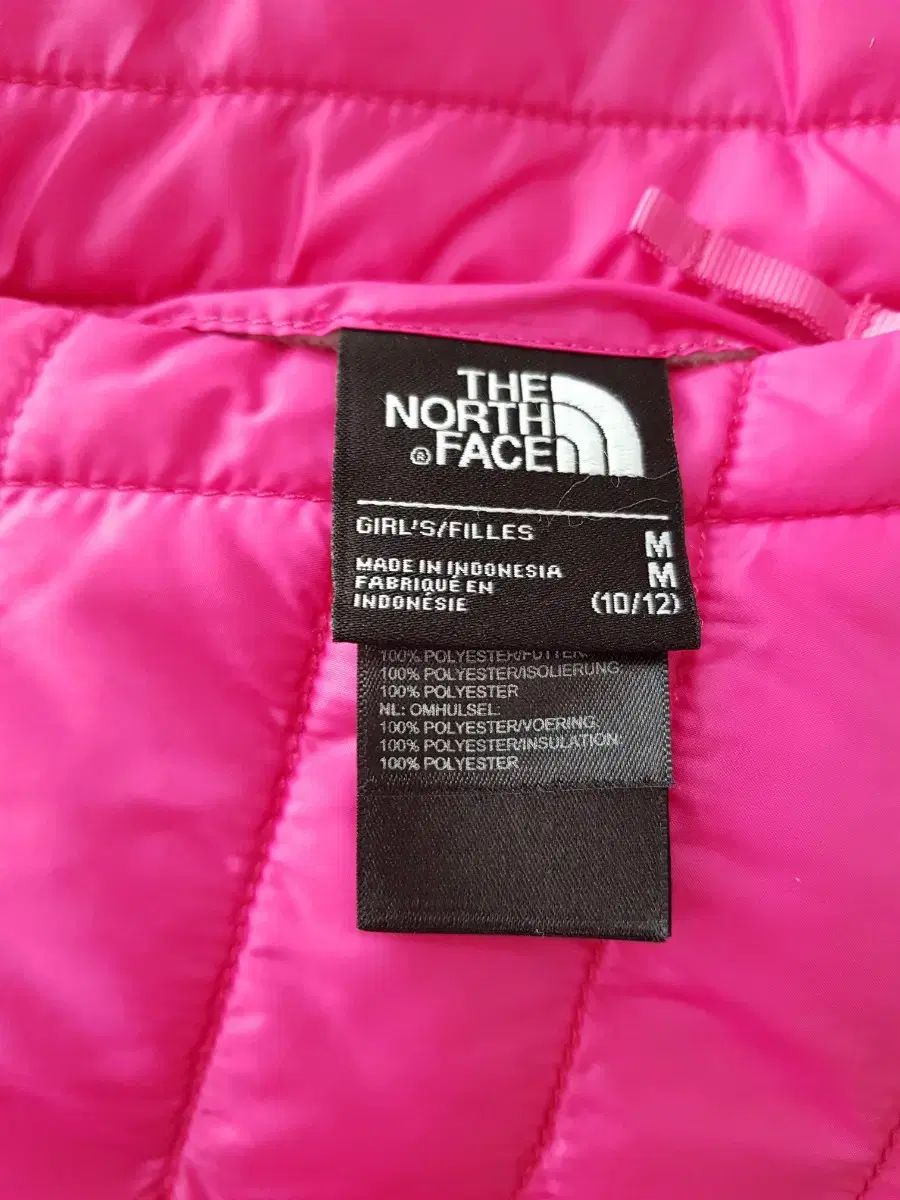 THE
NORTH
®FACE
GIRL'S/FILLES M
MADE IN INDONESIA M
FABRIQUÉ EN
INDONÉSIE (10/12)
100% POLYESTER/FUTTER:
100% POLYESTER/ISOLIERUNG:
100% POLYESTER
NL: OMHULSEL:
100% POLYESTER/VOERING:
100% POLYESTER/INSULATION:
100% POLYESTER